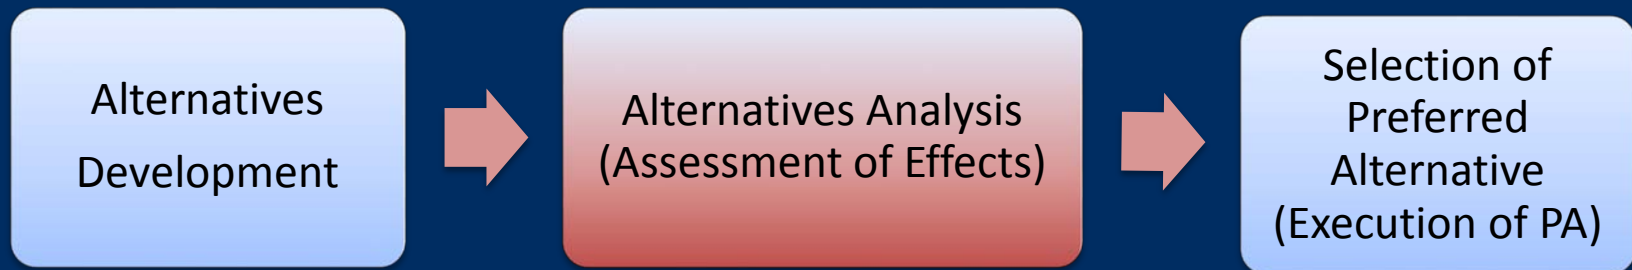 Alternatives
Development
Alternatives Analysis
(Assessment of Effects)
Selection of
Preferred
Alternative
(Execution of PA)